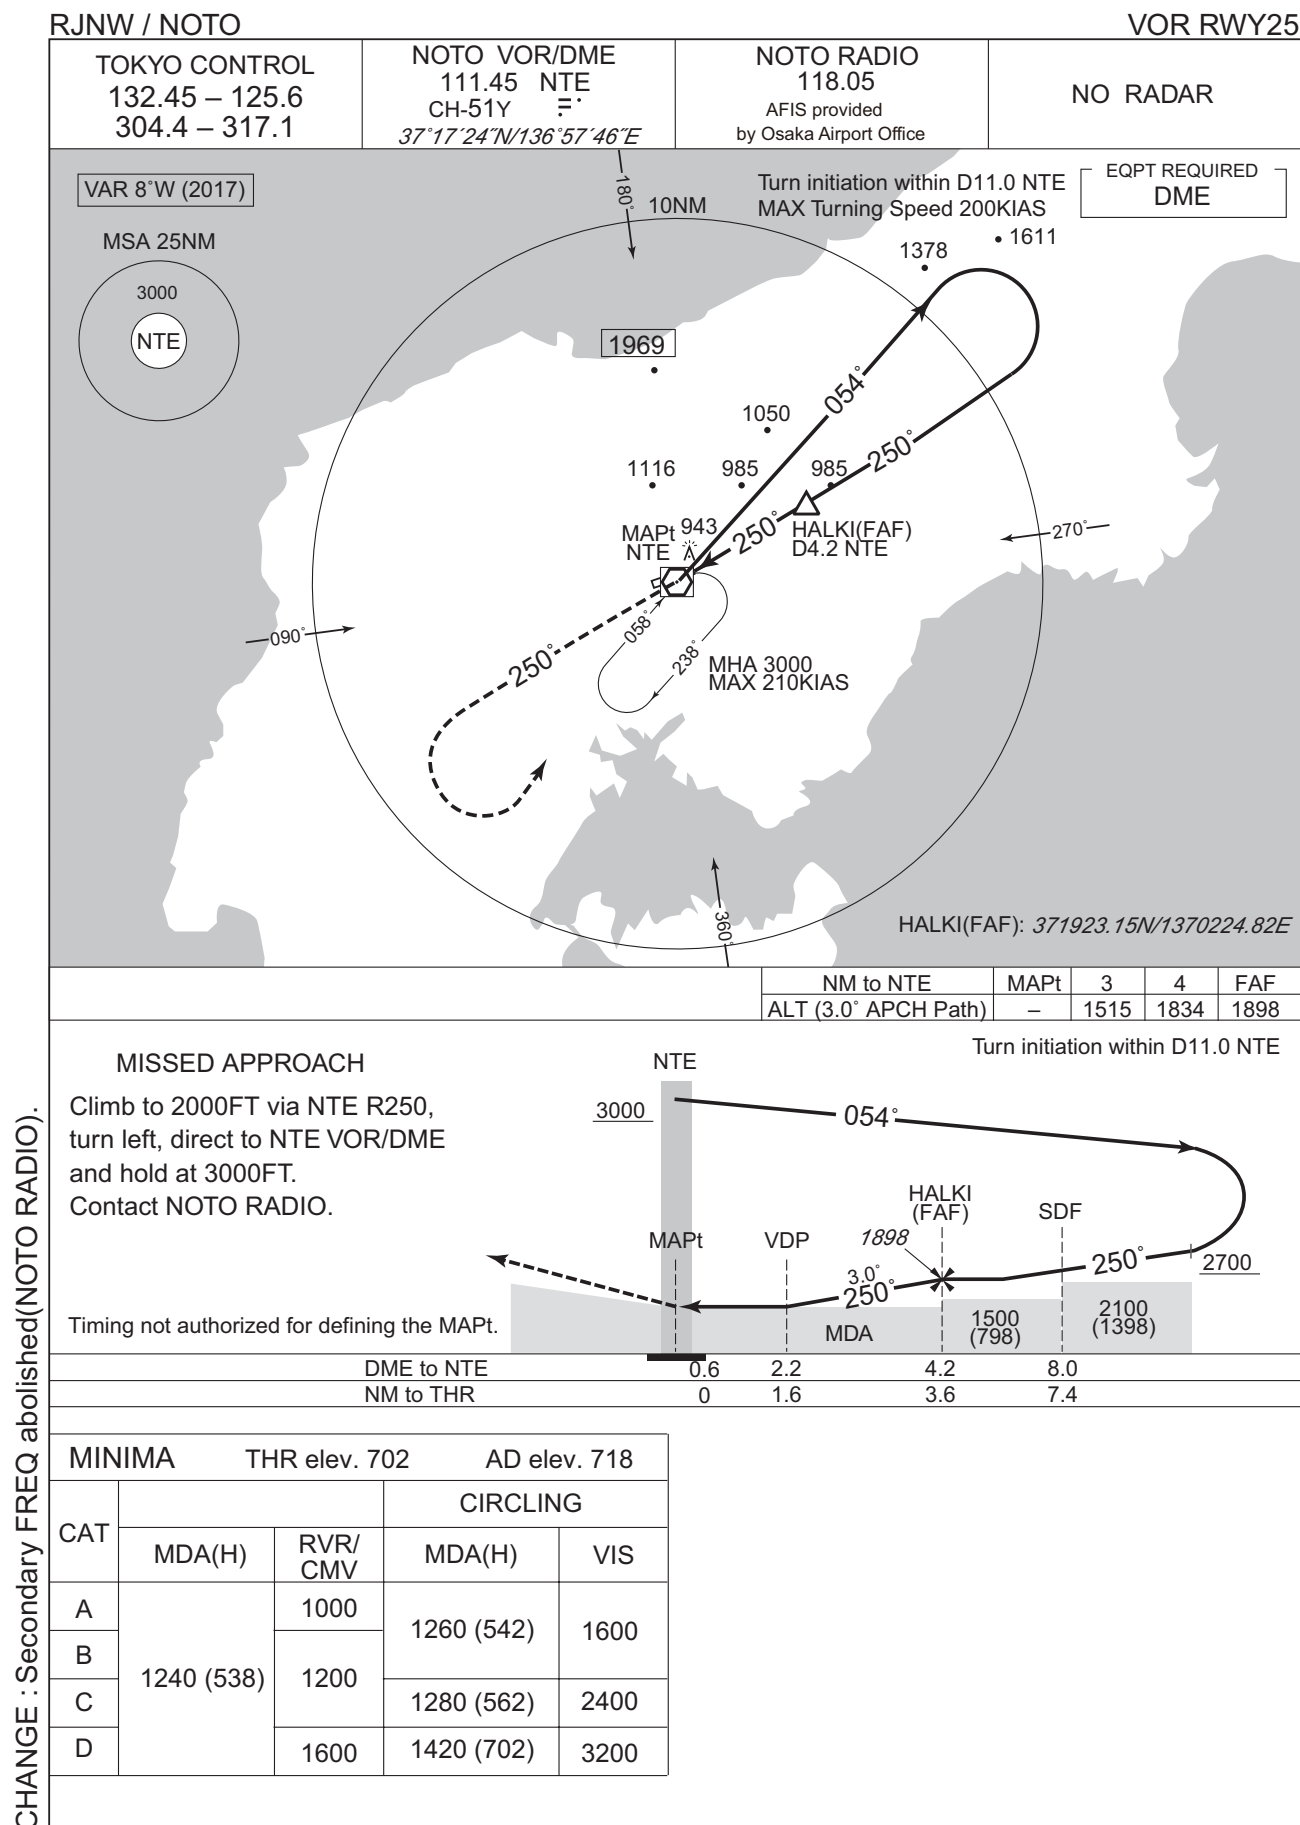 RJNW / NOTO
VOR RWY25
TOKYO CONTROL
132.45 – 125.6
304.4 – 317.1
NOTO VOR/DME
111.45 NTE
CH-51Y
37˚17´24˝N/136˚57´46˝E
NOTO RADIO
118.05
AFIS provided
by Osaka Airport Office
NO RADAR
VAR 8˚W (2017)
MSA 25NM
3000
NTE
180˚
10NM
Turn initiation within D11.0 NTE
MAX Turning Speed 200KIAS
EQPT REQUIRED
DME
1378
1611
1969
054˚
1050
250˚
1116
985
985
MAPt
NTE
943
250˚
HALKI(FAF)
D4.2 NTE
270˚
090˚
058˚
238˚
250˚
MHA 3000
MAX 210KIAS
360˚
HALKI(FAF): 371923.15N/1370224.82E
NM to NTE MAPt 3 4 FAF
ALT (3.0˚ APCH Path) – 1515 1834 1898
MISSED APPROACH
Climb to 2000FT via NTE R250,
turn left, direct to NTE VOR/DME
and hold at 3000FT.
Contact NOTO RADIO.
Timing not authorized for defining the MAPt.
Turn initiation within D11.0 NTE
NTE
3000
054˚
HALKI
(FAF)
SDF
MAPt
VDP
1898
250˚
2700
3.0˚
250˚
MDA
1500
(798)
2100
(1398)
DME to NTE 0.6 2.2 4.2 8.0
NM to THR 0 1.6 3.6 7.4
MINIMA THR elev. 702 AD elev. 718
CAT
CIRCLING
MDA(H)
RVR/
CMV
MDA(H)
VIS
A
1000
1260 (542)
1600
B
1240 (538)
1200
C
1280 (562)
2400
D
1600
1420 (702)
3200
CHANGE : Secondary FREQ abolished(NOTO RADIO).